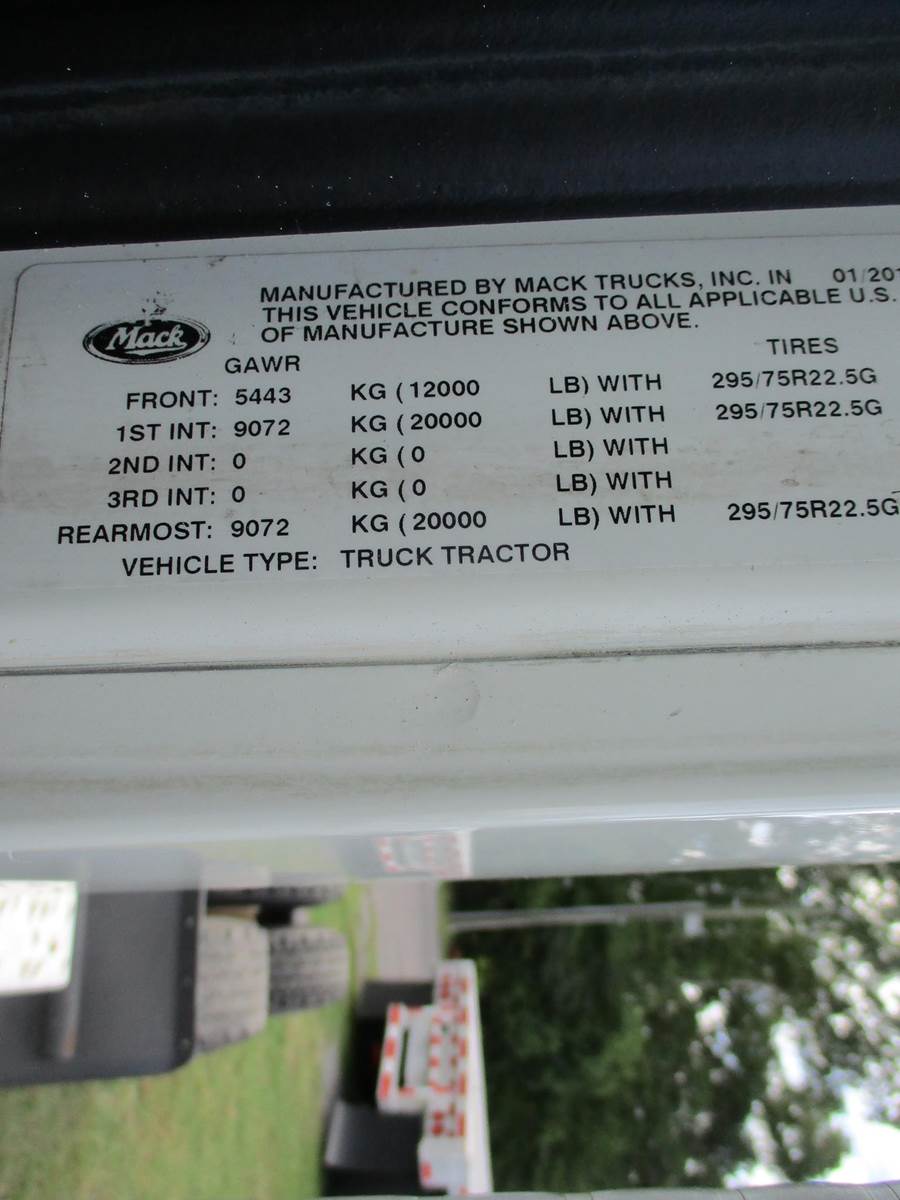 MANUFACTURED BY MACK TRUCKS, INC. IN 01/201
THIS VEHICLE CONFORMS TO ALL APPLICABLE U.S.
OF MANUFACTURE SHOWN ABOVE.
Mack
GAWR TIRES
FRONT: 5443 KG (12000 LB) WITH 295/75R22.5G
1ST INT: 9072 KG (20000 LB) WITH 295/75R22.5G
2ND INT: 0 KG (0 LB) WITH
3RD INT: 0 KG (0 LB) WITH
REARMOST: 9072 KG (20000 LB) WITH 295/75R22.5G
VEHICLE TYPE: TRUCK TRACTOR